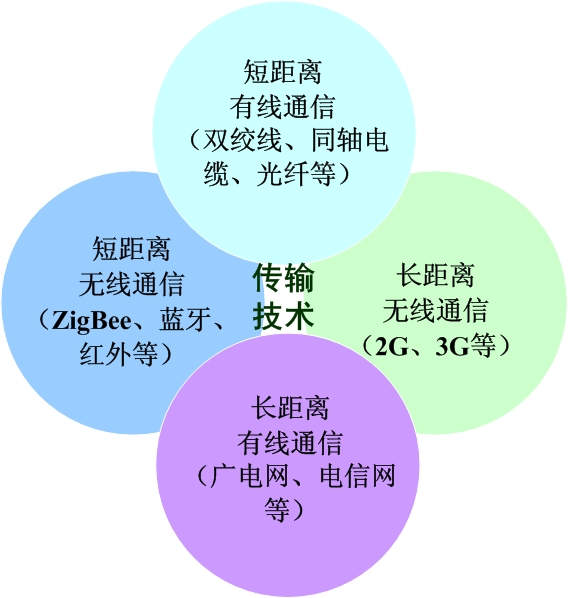 短距离
有线通信
（双绞线、同轴电
缆、光纤等）
短距离
无线通信
（ZigBee、蓝牙、
红外等）
传输
技术
长距离
无线通信
（2G、3G等）
长距离
有线通信
（广电网、电信网
等）